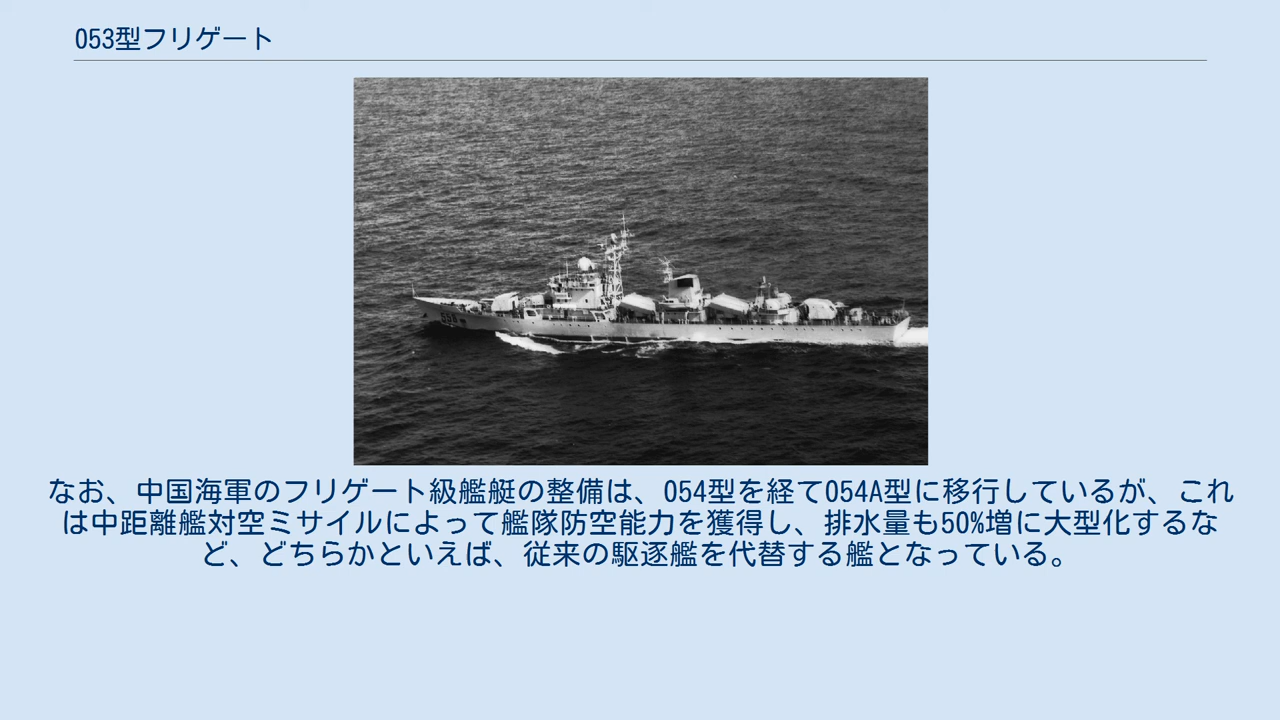 053型フリゲート
なお、中国海軍のフリゲート級艦艇の整備は、054型を経て054A型に移行しているが、これ
は中距離艦対空ミサイルによって艦隊防空能力を獲得し、排水量も50%増に大型化するな
ど、どちらかといえば、従来の駆逐艦を代替する艦となっている。